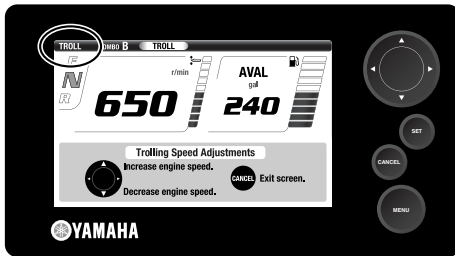 TROLL OMBO B TROLL
F
N
R
r/min
650
AVAL
gal
240
Trolling Speed Adjustments
Increase engine speed.
Decrease engine speed.
CANCEL Exit screen.
SET
CANCEL
MENU
YAMAHA